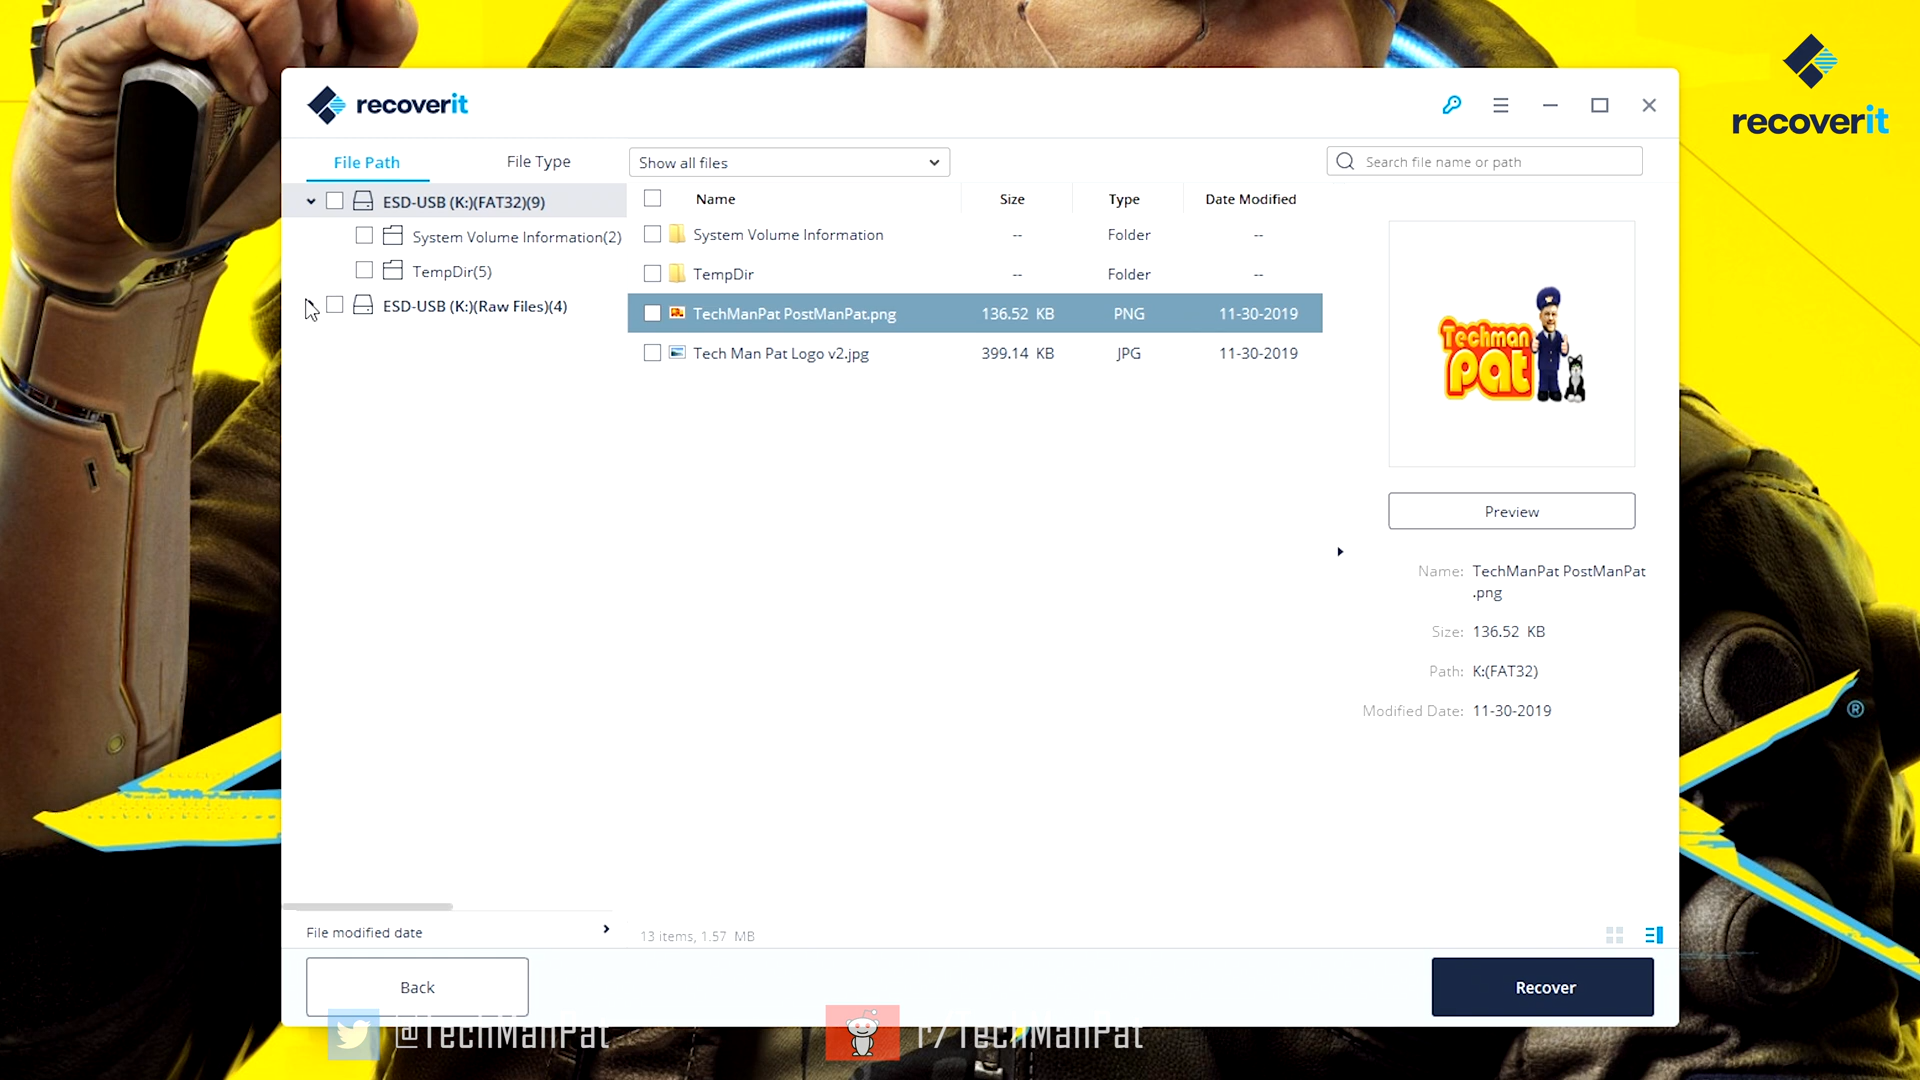 recoverit
recoverit
File Path
File Type
Show all files
Search file name or path
ESD-USB (K:)(FAT32)(9)
System Volume Information(2)
TempDir(5)
ESD-USB (K:)(Raw Files)(4)
Name Size Type Date Modified
System Volume Information -- Folder --
TempDir -- Folder --
TechManPat PostManPat.png 136.52 KB PNG 11-30-2019
Tech Man Pat Logo v2.jpg 399.14 KB JPG 11-30-2019
Techman
pat
Preview
Name: TechManPat PostManPat
.png
Size: 136.52 KB
Path: K:(FAT32)
Modified Date: 11-30-2019
®
File modified date
13 items, 1.57 MB
Back
Recover
@TechManPat
r/TechManPat